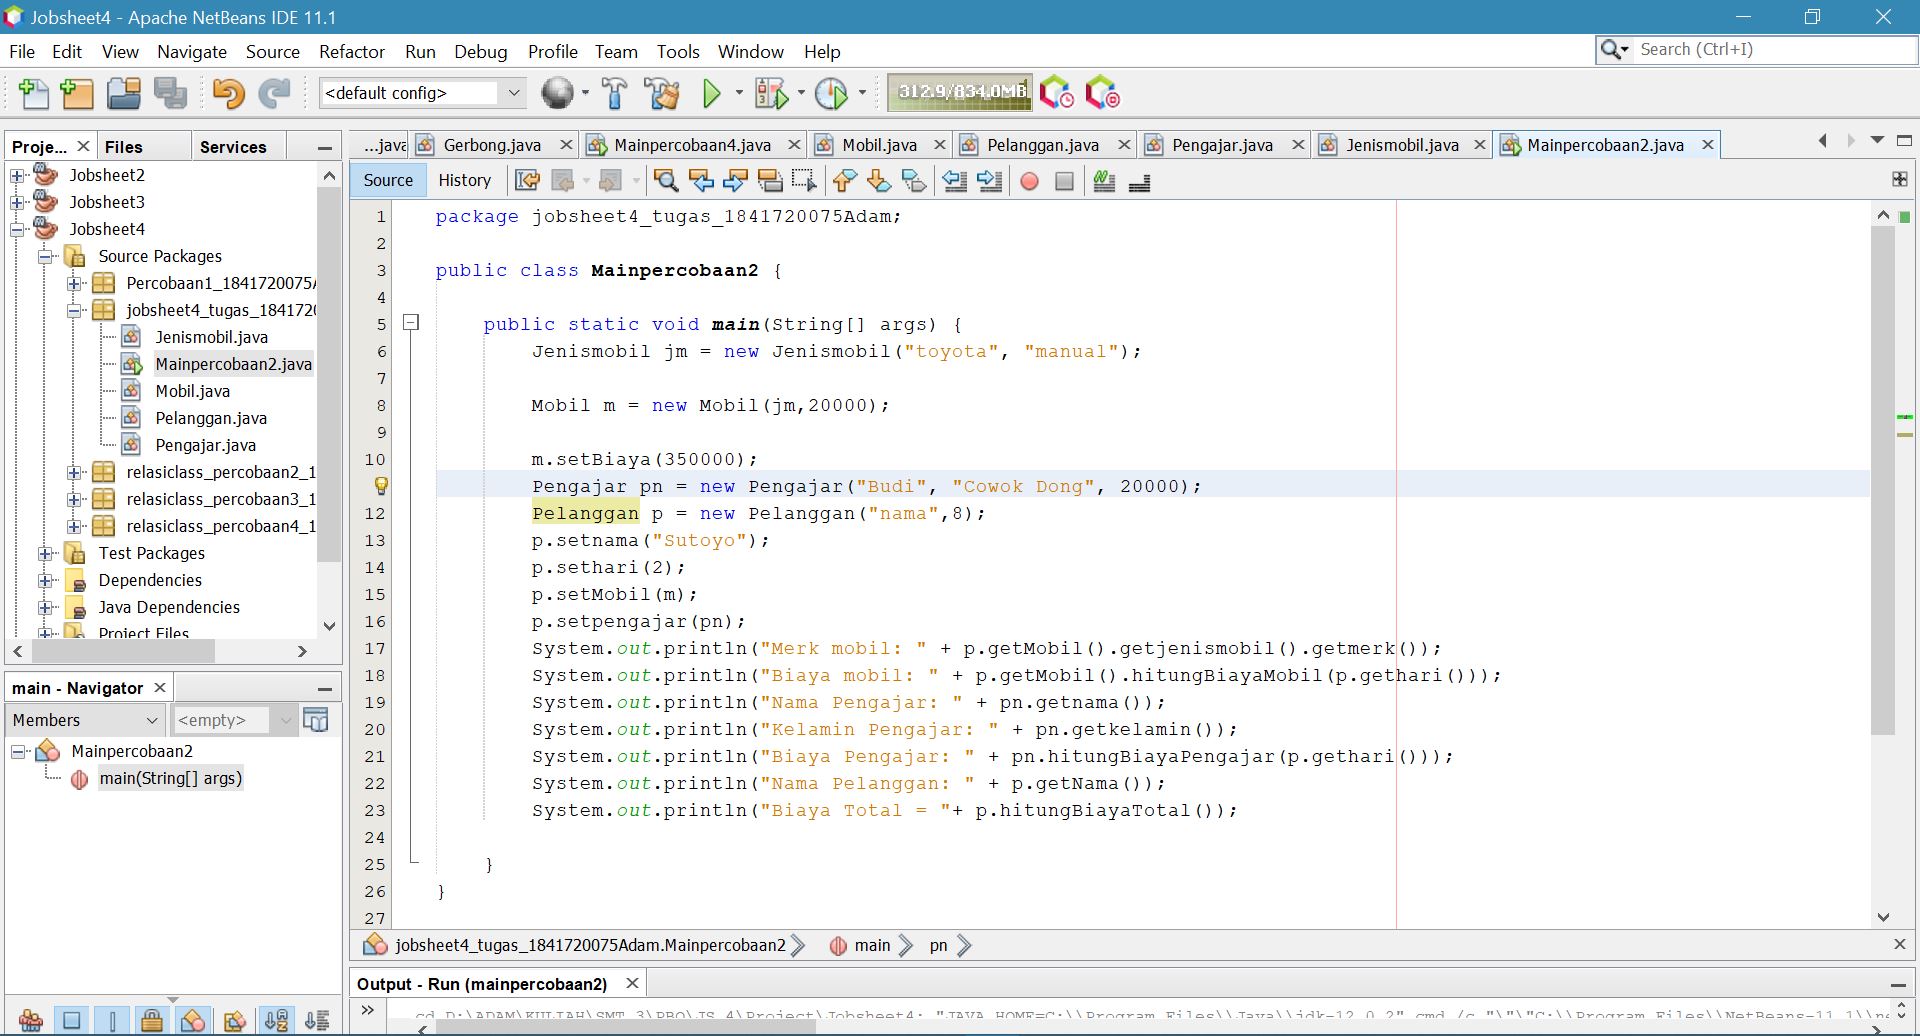 Jobsheet4 - Apache NetBeans IDE 11.1
File Edit View Navigate Source Refactor Run Debug Profile Team Tools Window Help
Search (Ctrl+I)
<default config>
312.9/834.0MB
Proje... Files Services
Jobsheet2
Jobsheet3
Jobsheet4
Source Packages
Percobaan1_1841720075
jobsheet4_tugas_184172
Jenismobil.java
Mainpercobaan2.java
Mobil.java
Pelanggan.java
Pengajar.java
relasiclass_percobaan2_1
relasiclass_percobaan3_1
relasiclass_percobaan4_1
Test Packages
Dependencies
Java Dependencies
Project Files
main - Navigator
Members <empty>
Mainpercobaan2
main(String[] args)
...java Gerbong.java Mainpercobaan4.java Mobil.java Pelanggan.java Pengajar.java Jenismobil.java Mainpercobaan2.java
Source History
1 package jobsheet4_tugas_1841720075Adam;
2
3 public class Mainpercobaan2 {
4
5 public static void main(String[] args) {
6 Jenismobil jm = new Jenismobil("toyota", "manual");
7
8 Mobil m = new Mobil(jm,20000);
9
10 m.setBiaya(350000);
Pengajar pn = new Pengajar("Budi", "Cowok Dong", 20000);
12 Pelanggan p = new Pelanggan("nama",8);
13 p.setnama("Sutoyo");
14 p.sethari(2);
15 p.setMobil(m);
16 p.setpengajar(pn);
17 System.out.println("Merk mobil: " + p.getMobil().getjenismobil().getmerk());
18 System.out.println("Biaya mobil: " + p.getMobil().hitungBiayaMobil(p.gethari()));
19 System.out.println("Nama Pengajar: " + pn.getnama());
20 System.out.println("Kelamin Pengajar: " + pn.getkelamin());
21 System.out.println("Biaya Pengajar: " + pn.hitungBiayaPengajar(p.gethari()));
22 System.out.println("Nama Pelanggan: " + p.getNama());
23 System.out.println("Biaya Total = "+ p.hitungBiayaTotal());
24
25 }
26 }
27
jobsheet4_tugas_1841720075Adam.Mainpercobaan2 main pn
Output - Run (mainpercobaan2)
cd D:\ADAM\KULIAH\SMT 3\PBO\JS 4\Project\Jobsheet4; "JAVA_HOME=C:\\Program Files\\Java\\jdk-12.0.2" cmd /c "\"\"C:\\Program Files\\NetBeans-11.1\\ne